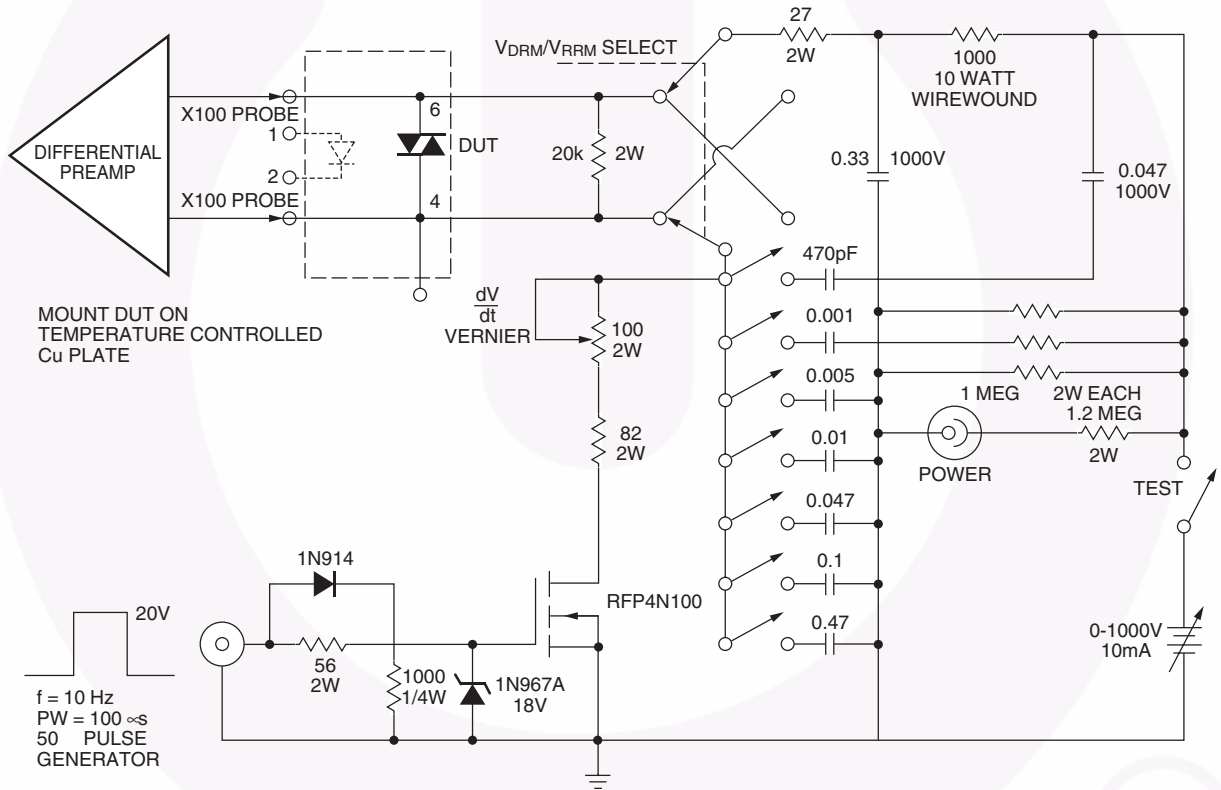 27
2W
VDRM/VRRM SELECT
1000
10 WATT
WIREWOUND
X100 PROBE
6
1
DUT
DIFFERENTIAL
PREAMP
20k
2W
0.33
1000V
0.047
1000V
2
X100 PROBE
4
470pF
MOUNT DUT ON
TEMPERATURE CONTROLLED
Cu PLATE
dV
dt
VERNIER
100
2W
0.001
0.005
1 MEG
2W EACH
1.2 MEG
2W
82
2W
0.01
POWER
TEST
0.047
1N914
0.1
RFP4N100
20V
0.47
0-1000V
10mA
56
2W
1000
1/4W
1N967A
18V
f = 10 Hz
PW = 100 ∝s
50 PULSE
GENERATOR